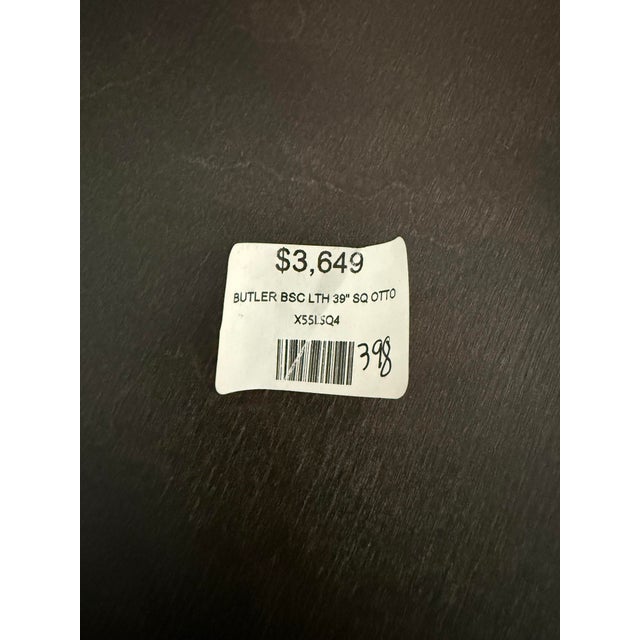 $3,649
BUTLER BSC LTH 39" SQ OTTO
X55LSQ4
398